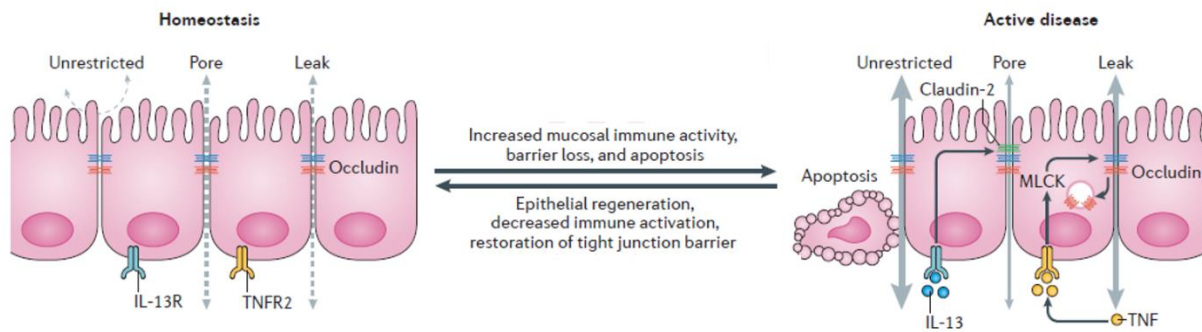 Homeostasis
Unrestricted
Pore
Leak
Occludin
IL-13R
TNFR2
Increased mucosal immune activity,
barrier loss, and apoptosis
Epithelial regeneration,
decreased immune activation,
restoration of tight junction barrier
Active disease
Unrestricted
Pore
Leak
Claudin-2
Apoptosis
MLCK
Occludin
IL-13
TNF